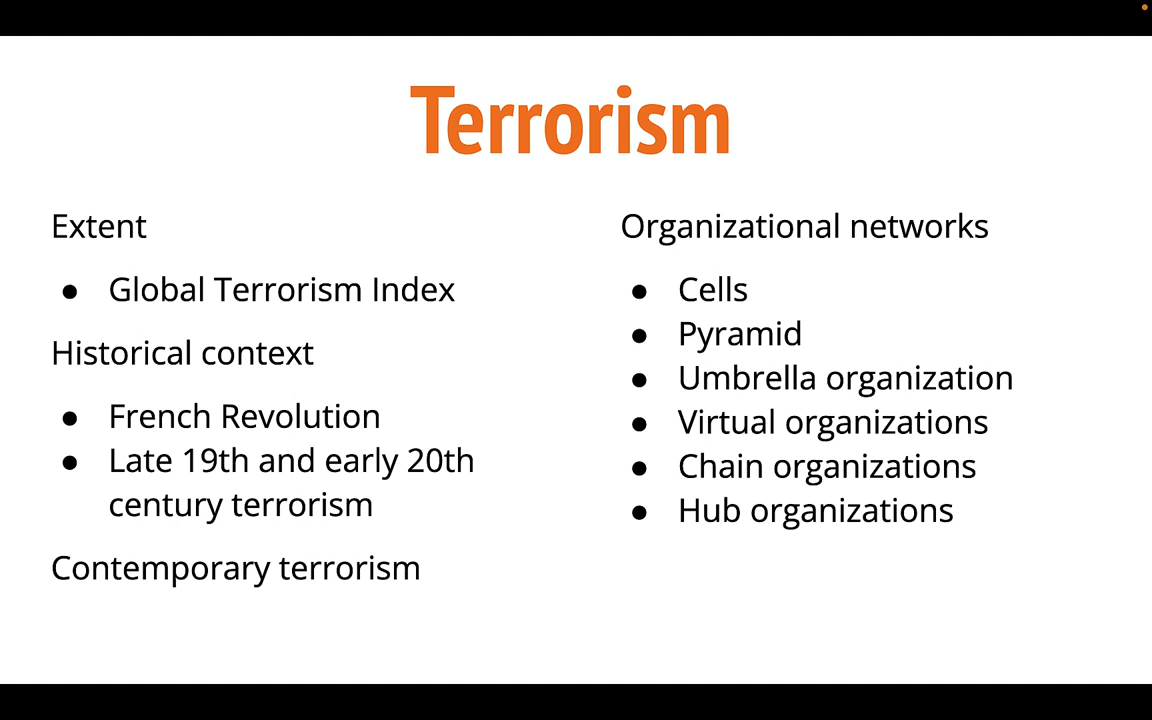 Terrorism
Extent
● Global Terrorism Index
Historical context
● French Revolution
● Late 19th and early 20th
century terrorism
Contemporary terrorism
Organizational networks
● Cells
● Pyramid
● Umbrella organization
● Virtual organizations
● Chain organizations
● Hub organizations